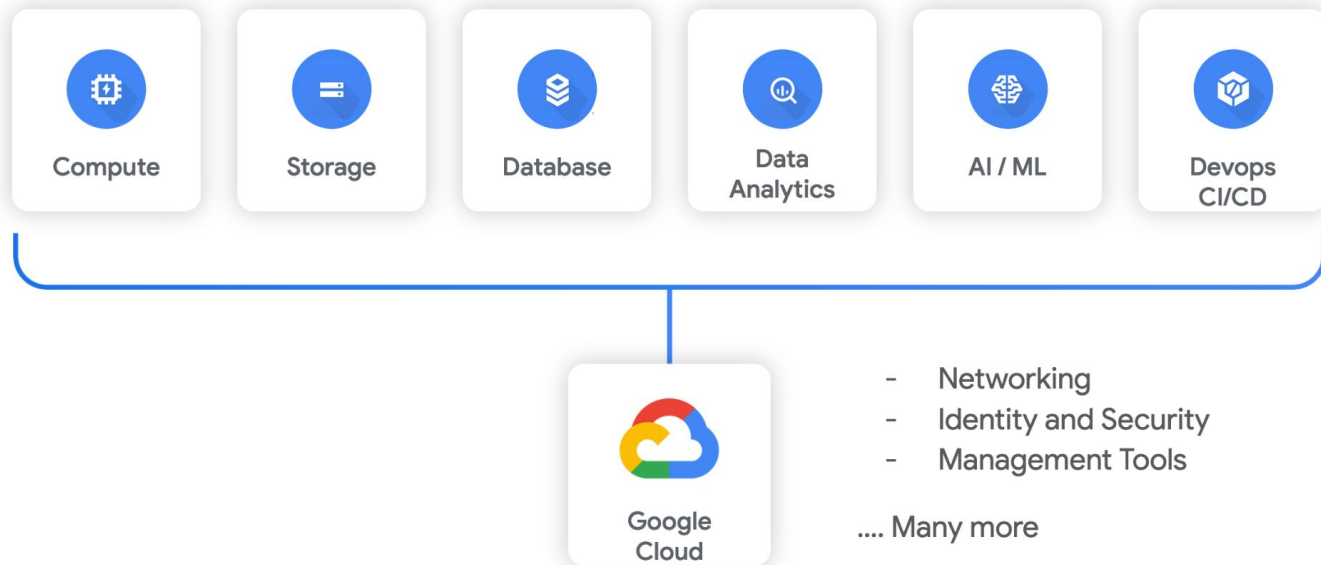 Compute
Storage
Database
Data
Analytics
AI / ML
Devops
CI/CD
Google
Cloud
- Networking
- Identity and Security
- Management Tools
.... Many more